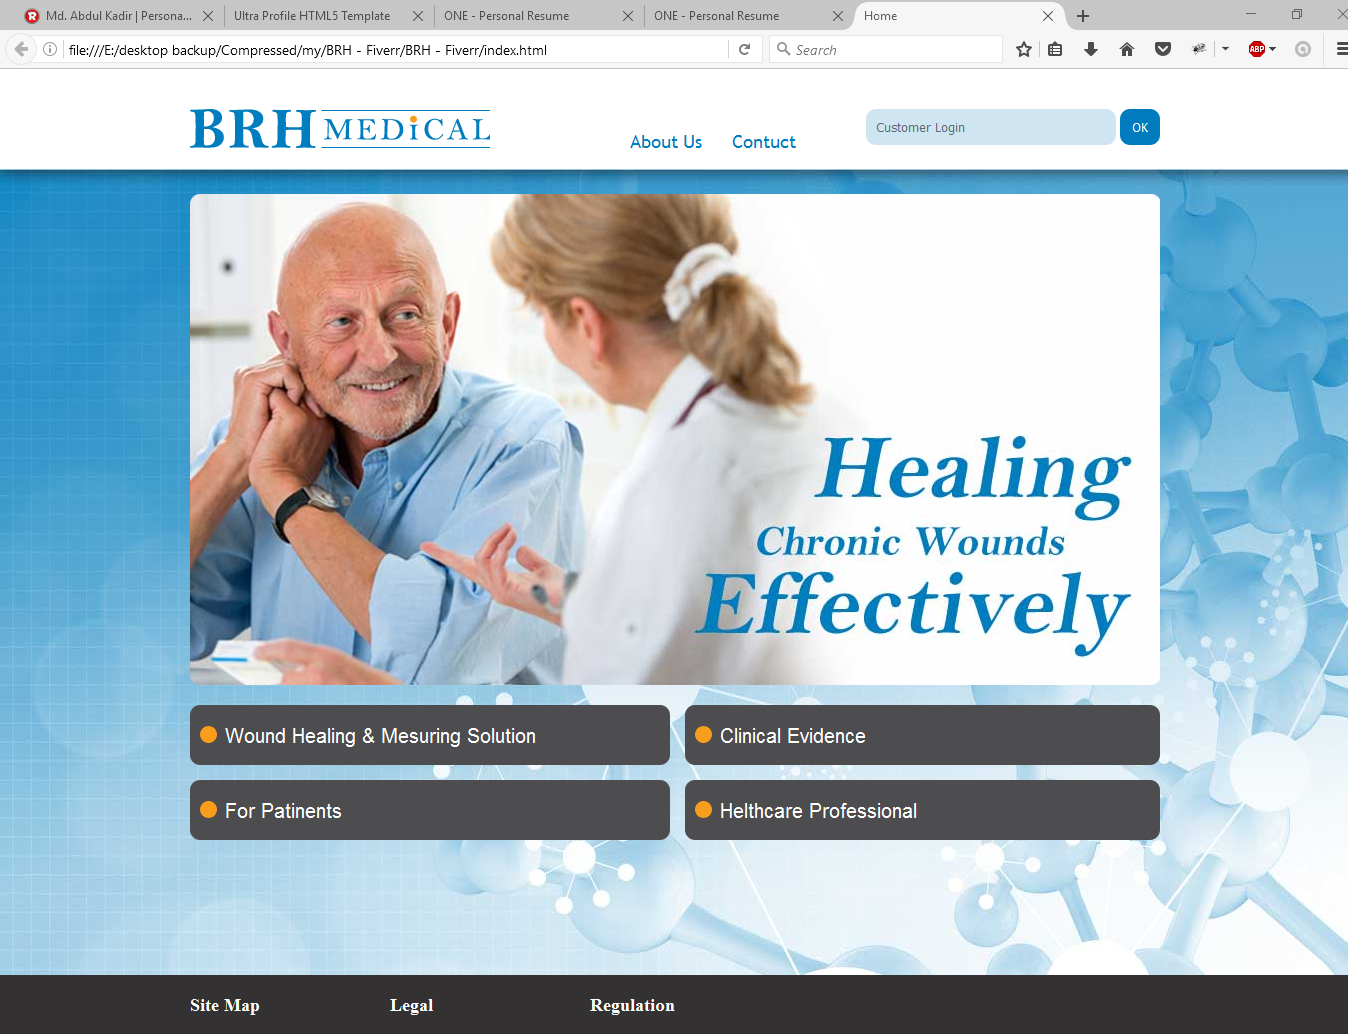 Md. Abdul Kadir | Persona...
Ultra Profile HTML5 Template
ONE - Personal Resume
ONE - Personal Resume
Home
file:///E:/desktop backup/Compressed/my/BRH - Fiverr/BRH - Fiverr/index.html
Search
ABP
BRH MEDiCAL
About Us
Contuct
Customer Login
OK
Healing
Chronic Wounds
Effectively
Wound Healing & Mesuring Solution
Clinical Evidence
For Patinents
Helthcare Professional
Site Map
Legal
Regulation